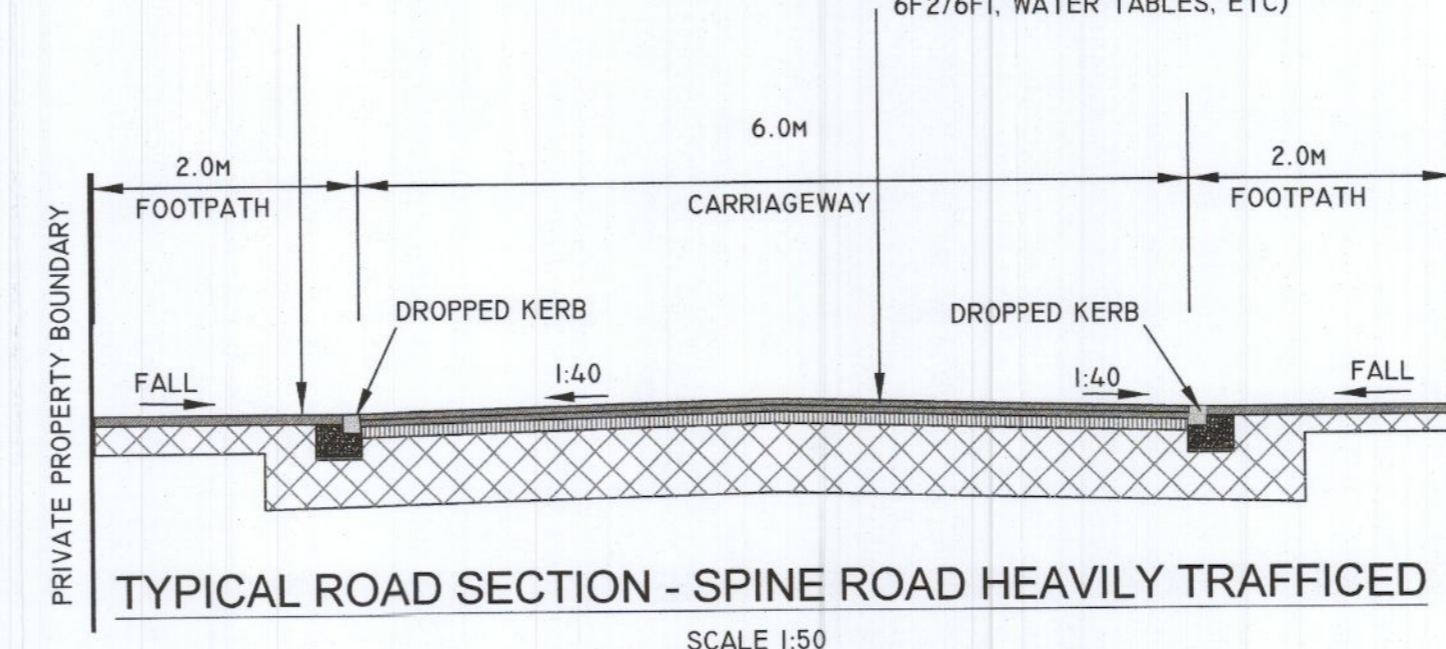 6F2/6F1, WATER TABLES, ETC)
6.0M
2.0M
2.0M
FOOTPATH
CARRIAGEWAY
FOOTPATH
PRIVATE PROPERTY BOUNDARY
DROPPED KERB
DROPPED KERB
FALL
1:40
1:40
FALL
TYPICAL ROAD SECTION - SPINE ROAD HEAVILY TRAFFICED
SCALE 1:50